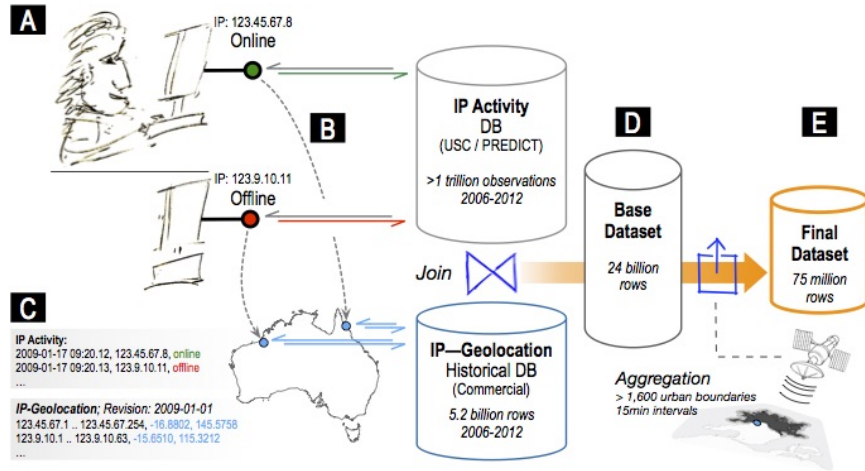 A
IP: 123.45.67.8
Online
B
IP: 123.9.10.11
Offline
IP Activity
DB
(USC / PREDICT)
>1 trillion observations
2006-2012
D
E
Base
Dataset
24 billion
rows
Final
Dataset
75 million
rows
Join
C
IP Activity:
2009-01-17 09:20.12, 123.45.67.8, online
2009-01-17 09:20.13, 123.9.10.11, offline
...
IP-Geolocation; Revision: 2009-01-01
123.45.67.1 .. 123.45.67.254, -16.8802, 145.5758
123.9.10.1 .. 123.9.10.63, -15.6510, 115.3212
...
IP—Geolocation
Historical DB
(Commercial)
5.2 billion rows
2006-2012
Aggregation
> 1,600 urban boundaries
15min intervals